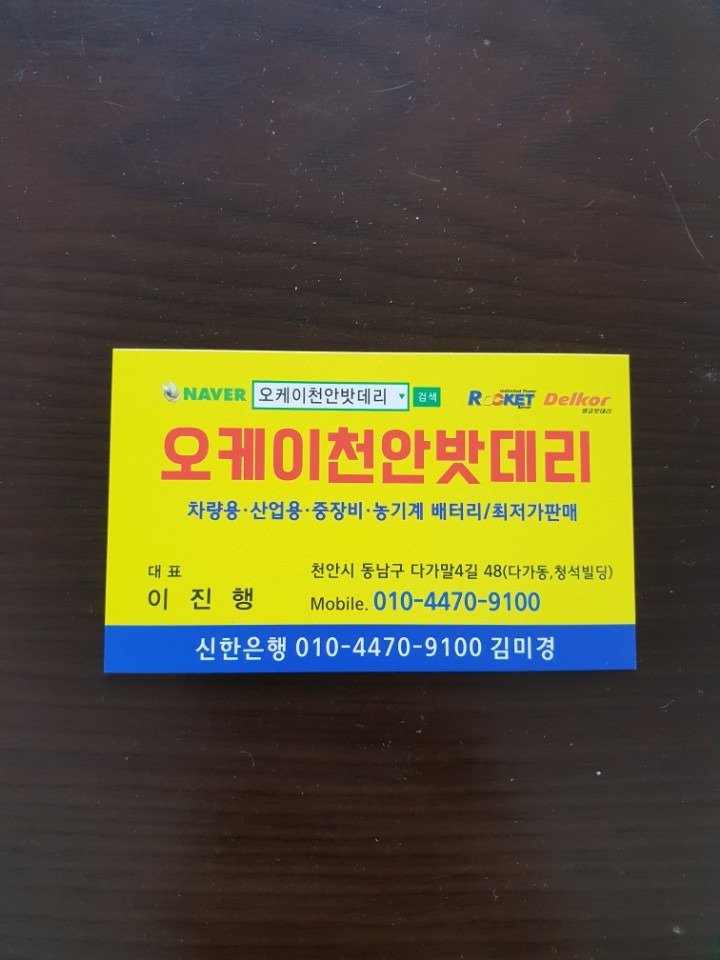 NAVER 오케이천안밧데리 검색 ROCKET Delkor
오케이천안밧데리
차량용·산업용·중장비·농기계 배터리/최저가판매
대표
이진행
천안시 동남구 다가말4길 48(다가동,청석빌딩)
Mobile. 010-4470-9100
신한은행 010-4470-9100 김미경